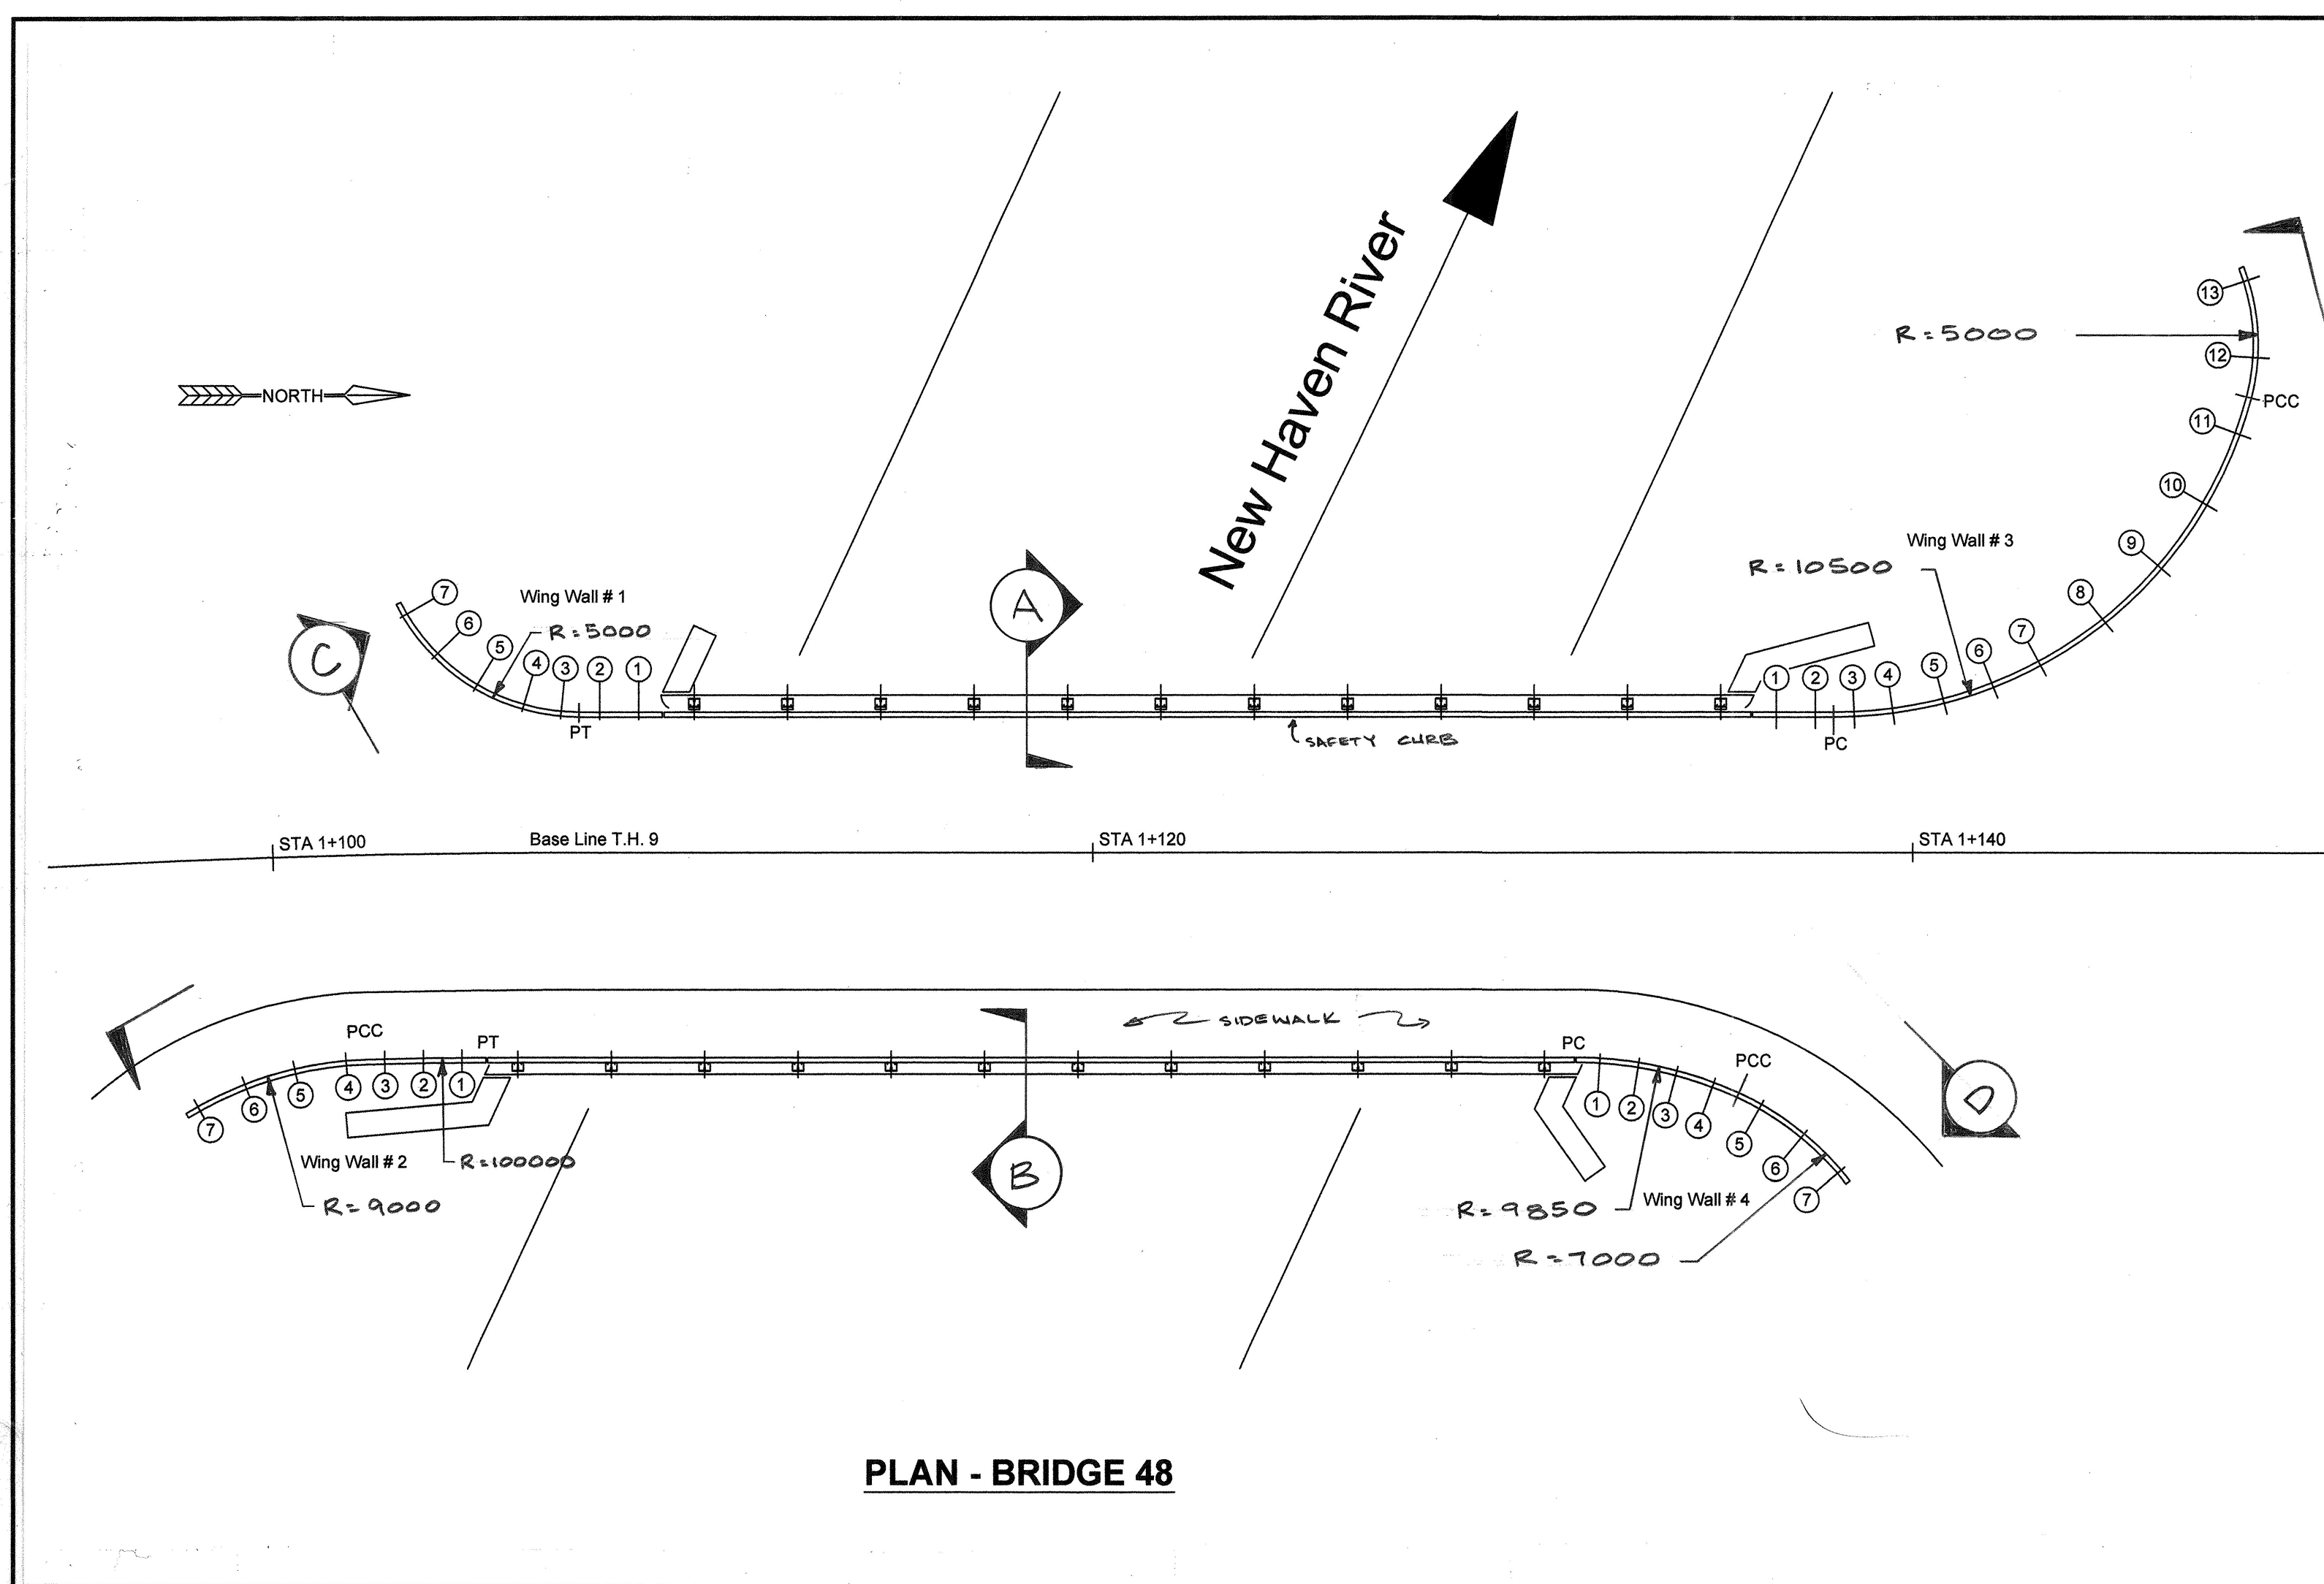 New Haven River
NORTH
13
R=5000
12
PCC
11
10
9
Wing Wall # 3
R=10500
8
7
6
5
4
3
2
1
PC
A
7
Wing Wall # 1
6
R=5000
5
4
3
2
1
C
PT
SAFETY CURB
STA 1+100
Base Line T.H. 9
STA 1+120
STA 1+140
SIDEWALK
PCC
PT
PC
PCC
7
6
5
4
3
2
1
1
2
3
4
5
6
7
D
Wing Wall # 2
R=100000
R=9000
B
R=9850
Wing Wall # 4
R=7000
PLAN - BRIDGE 48